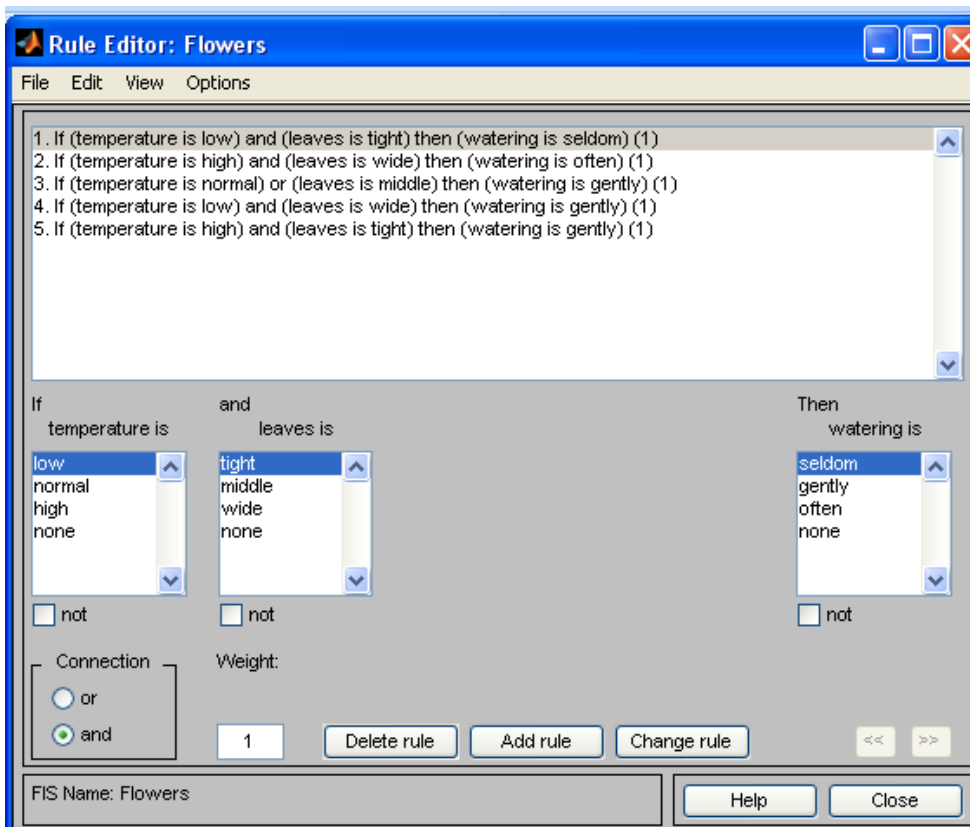 Rule Editor: Flowers
File Edit View Options
1. If (temperature is low) and (leaves is tight) then (watering is seldom) (1)
2. If (temperature is high) and (leaves is wide) then (watering is often) (1)
3. If (temperature is normal) or (leaves is middle) then (watering is gently) (1)
4. If (temperature is low) and (leaves is wide) then (watering is gently) (1)
5. If (temperature is high) and (leaves is tight) then (watering is gently) (1)
If and Then
temperature is leaves is watering is
low tight seldom
normal middle gently
high wide often
none none none
not not not
Connection Weight:
or
and 1 Delete rule Add rule Change rule << >>
FIS Name: Flowers Help Close